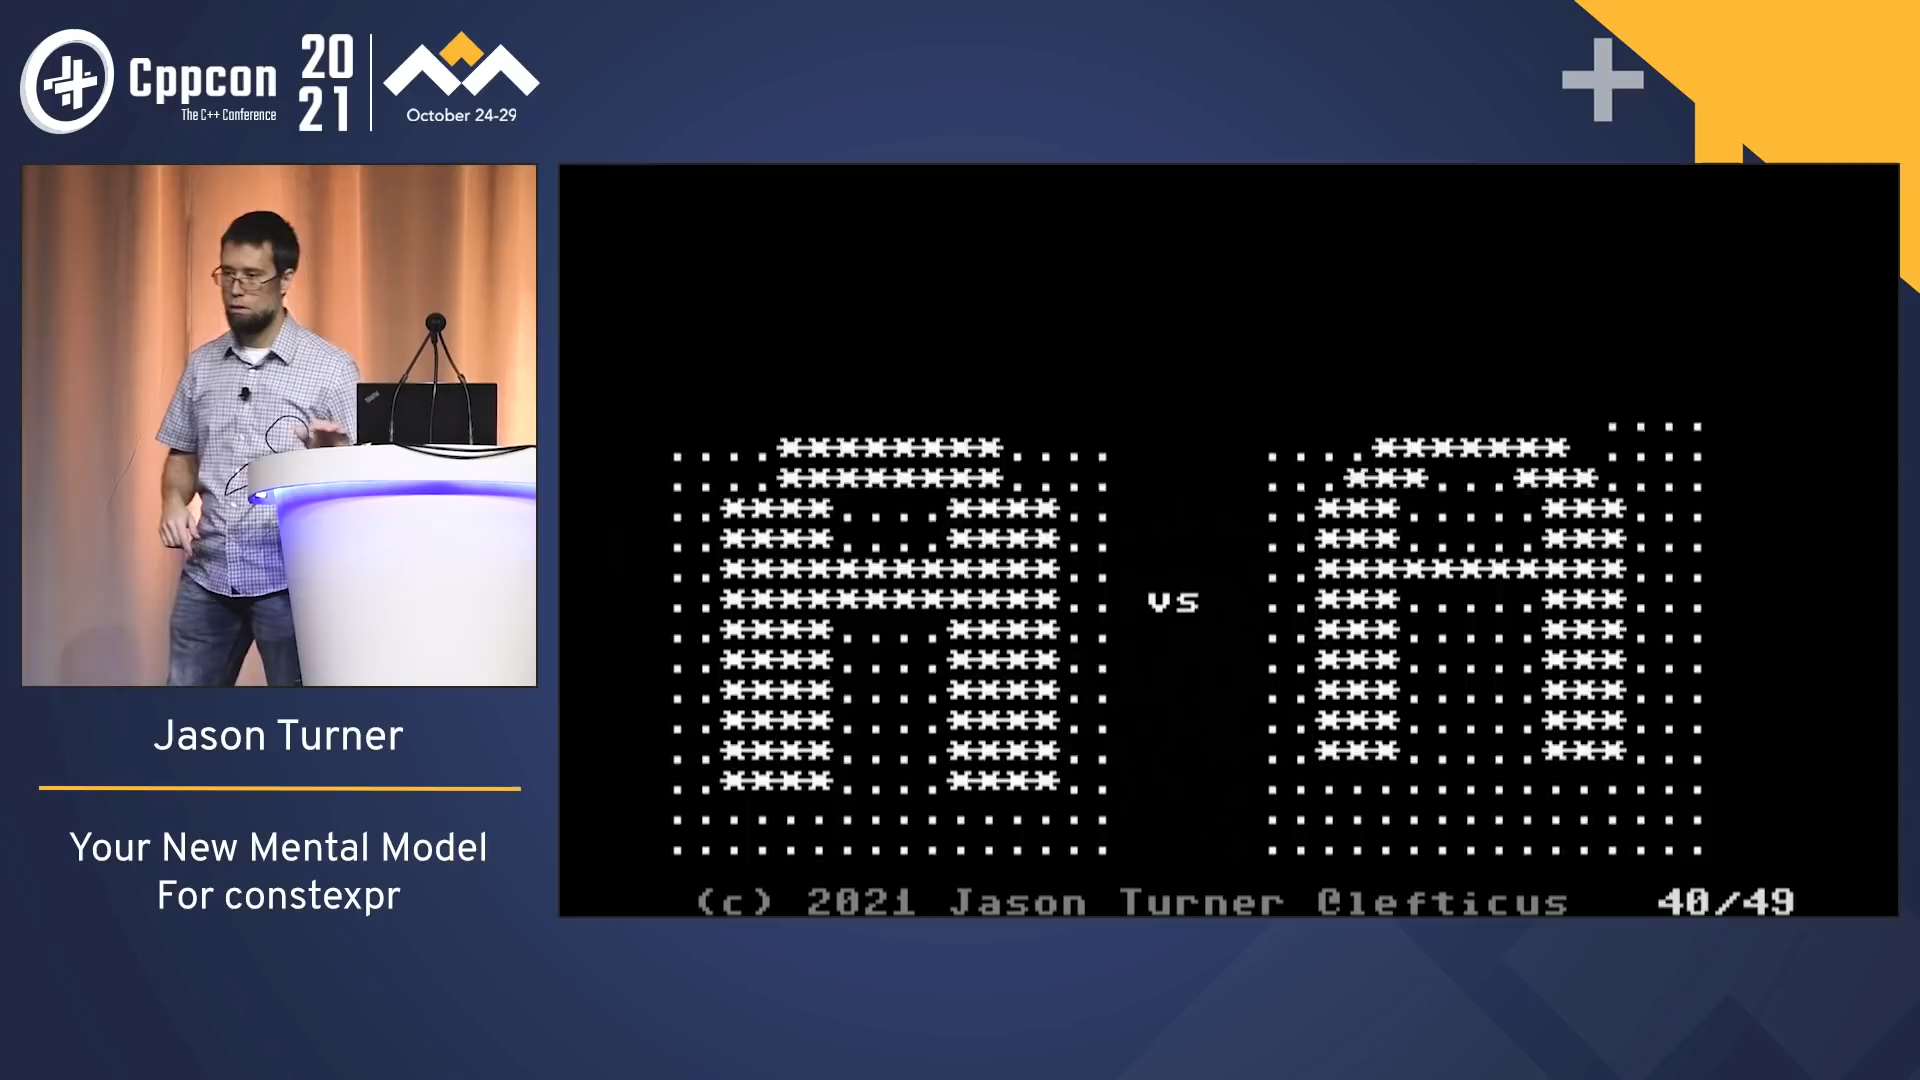 Cppcon
The C++ Conference
20
21
October 24-29
Jason Turner
Your New Mental Model
For constexpr
vs
(c) 2021 Jason Turner @lefticus
40/49